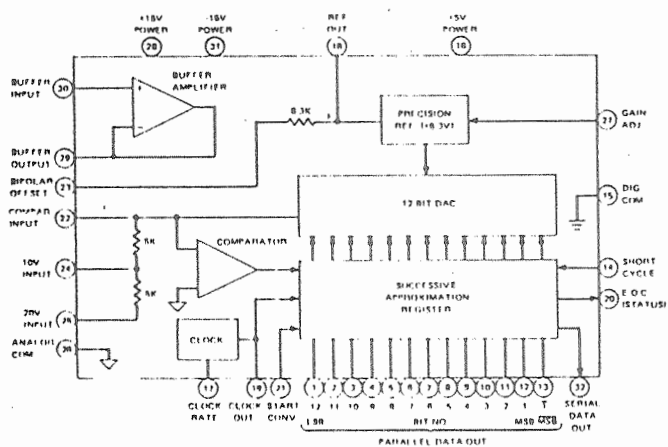 +15V POWER
-15V POWER
REF OUT
+5V POWER
31
18
16
BUFFER INPUT
30
BUFFER AMPLIFIER
+
−
6.3K
PRECISION
REF. (+6.3V)
27
GAIN ADJ
BUFFER OUTPUT
29
BIPOLAR OFFSET
23
12 BIT DAC
15
DIG COM
COMPAR INPUT
22
5K
COMPARATOR
10V INPUT
24
5K
SUCCESSIVE
APPROXIMATION
REGISTER
14
SHORT CYCLE
20
E.O.C. (STATUS)
20V INPUT
25
ANALOG COM
26
CLOCK
17
19
21
1 2 3 4 5 6 7 8 9 10 11 12 13
32
CLOCK RATE
CLOCK OUT
START CONV
12 11 10 9 8 7 6 5 4 3 2 1
SERIAL DATA OUT
LSB
BIT NO.
MSB MSB
PARALLEL DATA OUT